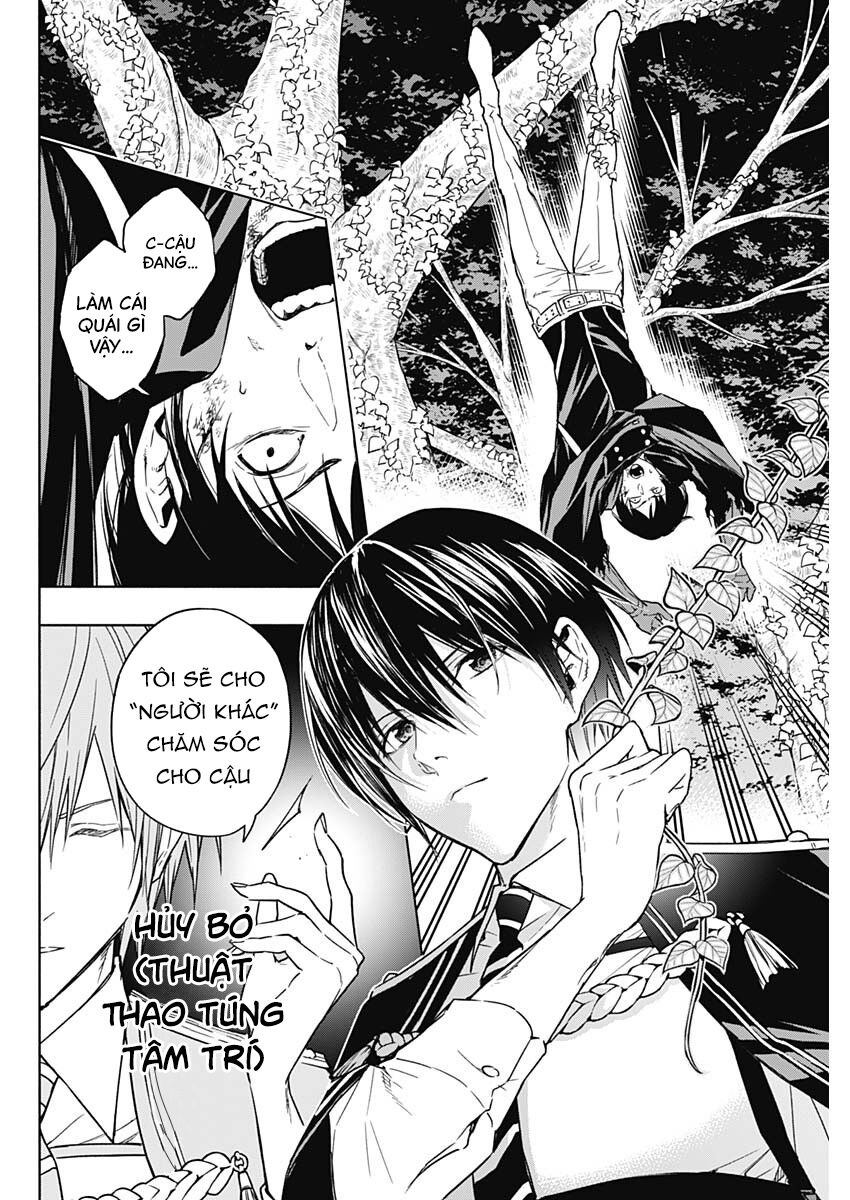 C-CẬU
ĐANG...
LÀM CÁI
QUÁI GÌ
VẬY...
TÔI SẼ CHO
"NGƯỜI KHÁC"
CHĂM SÓC
CHO CẬU
HỦY BỎ
(THUẬT
THAO TÚNG
TÂM TRÍ)